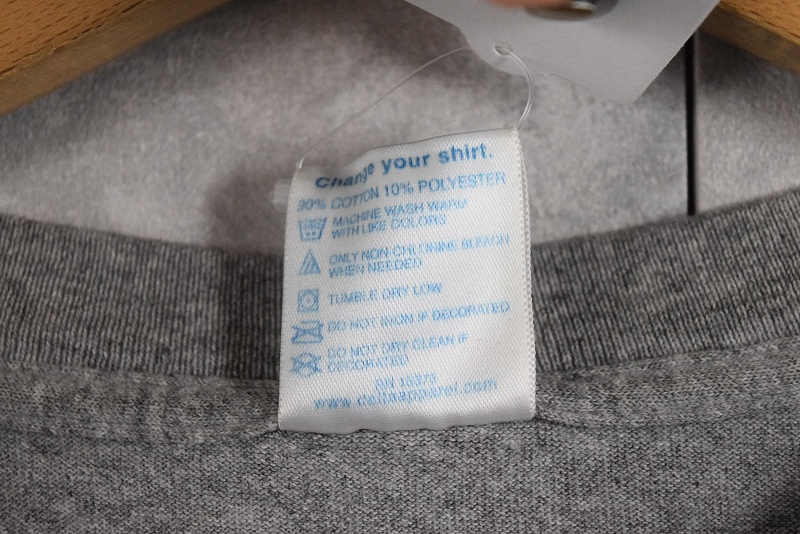 Change your shirt.
90% COTTON 10% POLYESTER
MACHINE WASH WARM
WITH LIKE COLORS
ONLY NON-CHLORINE BLEACH
WHEN NEEDED
TUMBLE DRY LOW
DO NOT IRON IF DECORATED
DO NOT DRY CLEAN IF
DECORATED
RN 15375
www.deltaapparel.com